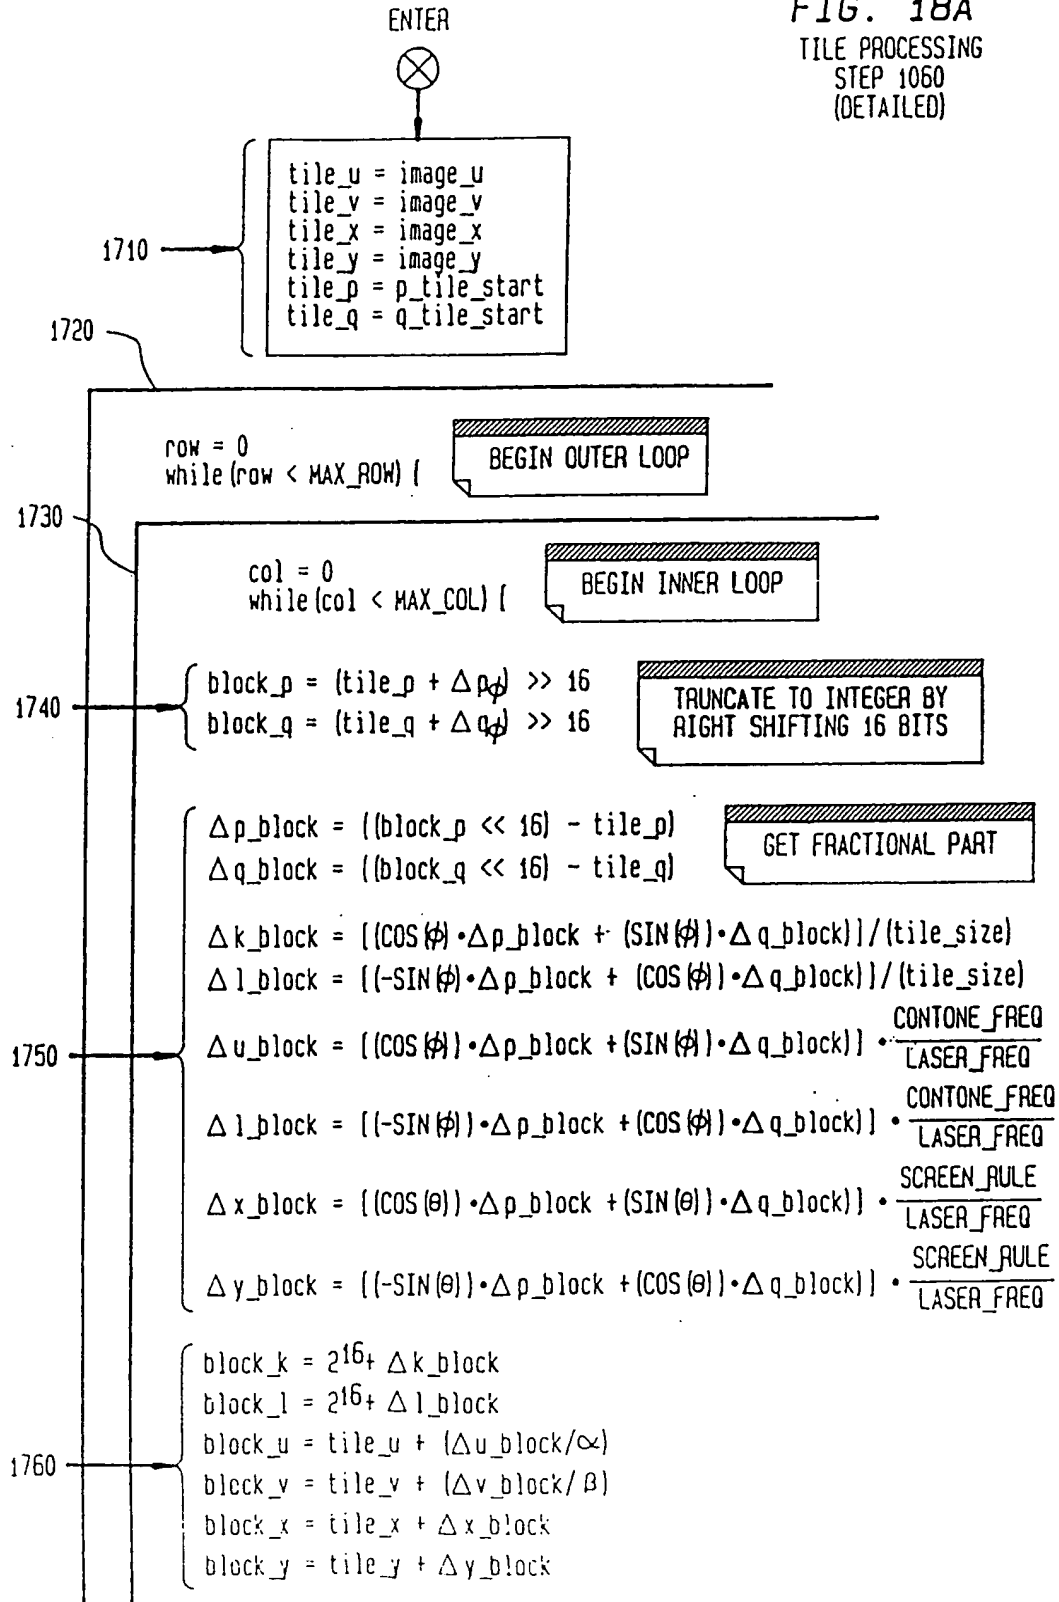 FIG. 18A
TILE PROCESSING
STEP 1060
(DETAILED)
ENTER
tile_u = image_u
tile_v = image_v
tile_x = image_x
tile_y = image_y
tile_p = p_tile_start
tile_q = q_tile_start
1710
1720
row = 0
while (row < MAX_ROW) {
BEGIN OUTER LOOP
1730
col = 0
while (col < MAX_COL) {
BEGIN INNER LOOP
1740
block_p = (tile_p + Δp_ϕ) >> 16
block_q = (tile_q + Δq_ϕ) >> 16
TRUNCATE TO INTEGER BY
RIGHT SHIFTING 16 BITS
Δp_block = ((block_p << 16) - tile_p)
Δq_block = ((block_q << 16) - tile_q)
GET FRACTIONAL PART
Δk_block = [(COS(ϕ)•Δp_block + (SIN(ϕ))•Δq_block)]/(tile_size)
Δl_block = [(-SIN(ϕ)•Δp_block + (COS(ϕ))•Δq_block)]/(tile_size)
1750
Δu_block = [(COS(ϕ))•Δp_block +(SIN(ϕ))•Δq_block)] • CONTONE_FREQ
LASER_FREQ
Δl_block = [(-SIN(ϕ))•Δp_block +(COS(ϕ))•Δq_block)] • CONTONE_FREQ
LASER_FREQ
Δx_block = [(COS(θ))•Δp_block +(SIN(θ))•Δq_block)] • SCREEN_RULE
LASER_FREQ
Δy_block = [(-SIN(θ))•Δp_block +(COS(θ))•Δq_block)] • SCREEN_RULE
LASER_FREQ
1760
block_k = 2¹⁶+ Δk_block
block_l = 2¹⁶+ Δl_block
block_u = tile_u + (Δu_block/∝)
block_v = tile_v + (Δv_block/β)
block_x = tile_x + Δx_block
block_y = tile_y + Δy_block